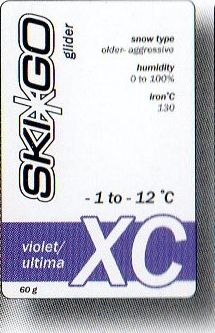 SKI*GO
glider
snow type
older- aggressive
humidity
0 to 100%
iron°C
130
- 1 to - 12 °C
violet/
ultima
XC
60 g